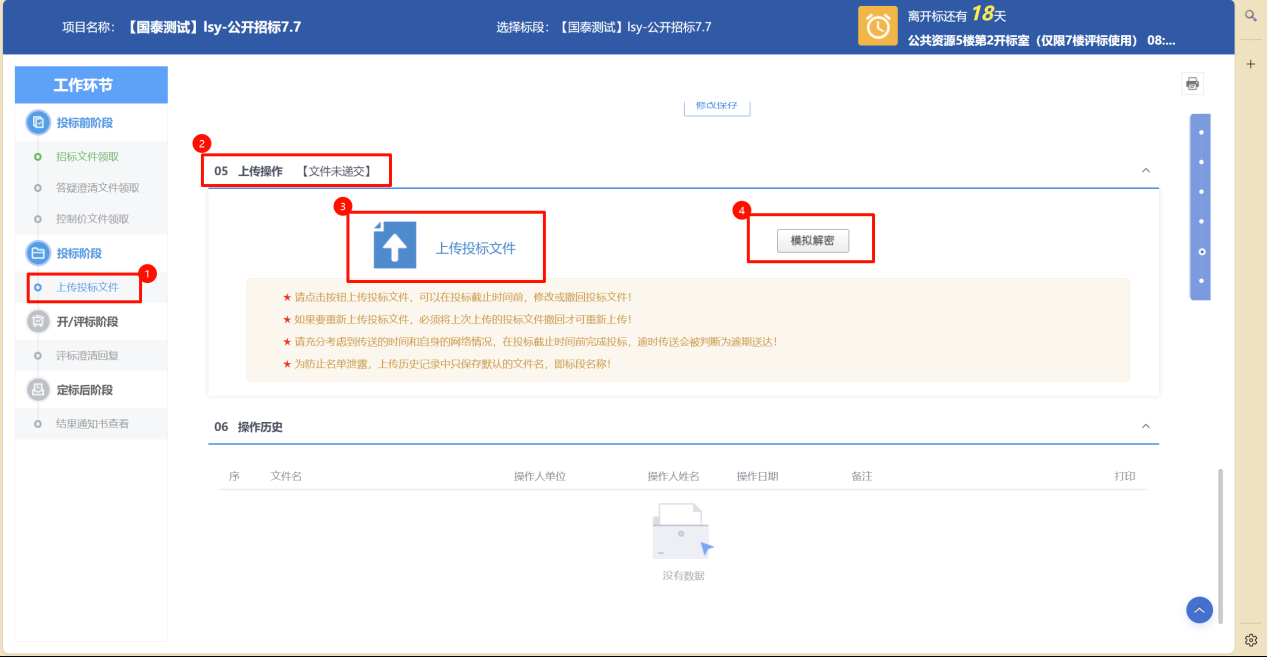 项目名称: 【国泰测试】lsy-公开招标7.7
选择标段: 【国泰测试】lsy-公开招标7.7
离开标还有 18天
公共资源5楼第2开标室（仅限7楼评标使用） 08:...
工作环节
投标前阶段
招标文件领取
答疑澄清文件领取
控制价文件领取
投标阶段
上传投标文件
1
开/评标阶段
评标澄清回复
定标后阶段
结果通知书查看
修改保存
2
05 上传操作 【文件未递交】
3
上传投标文件
4
模拟解密
★ 请点击按钮上传投标文件，可以在投标截止时间前，修改或撤回投标文件！
★ 如果要重新上传投标文件，必须将上次上传的投标文件撤回才可重新上传！
★ 请充分考虑到传送的时间和自身的网络情况，在投标截止时间前完成投标，逾时传送会被判断为逾期送达！
★ 为防止名单泄露，上传历史记录中只保存默认的文件名，即标段名称！
06 操作历史
序 文件名 操作人单位 操作人姓名 操作日期 备注 打印
没有数据